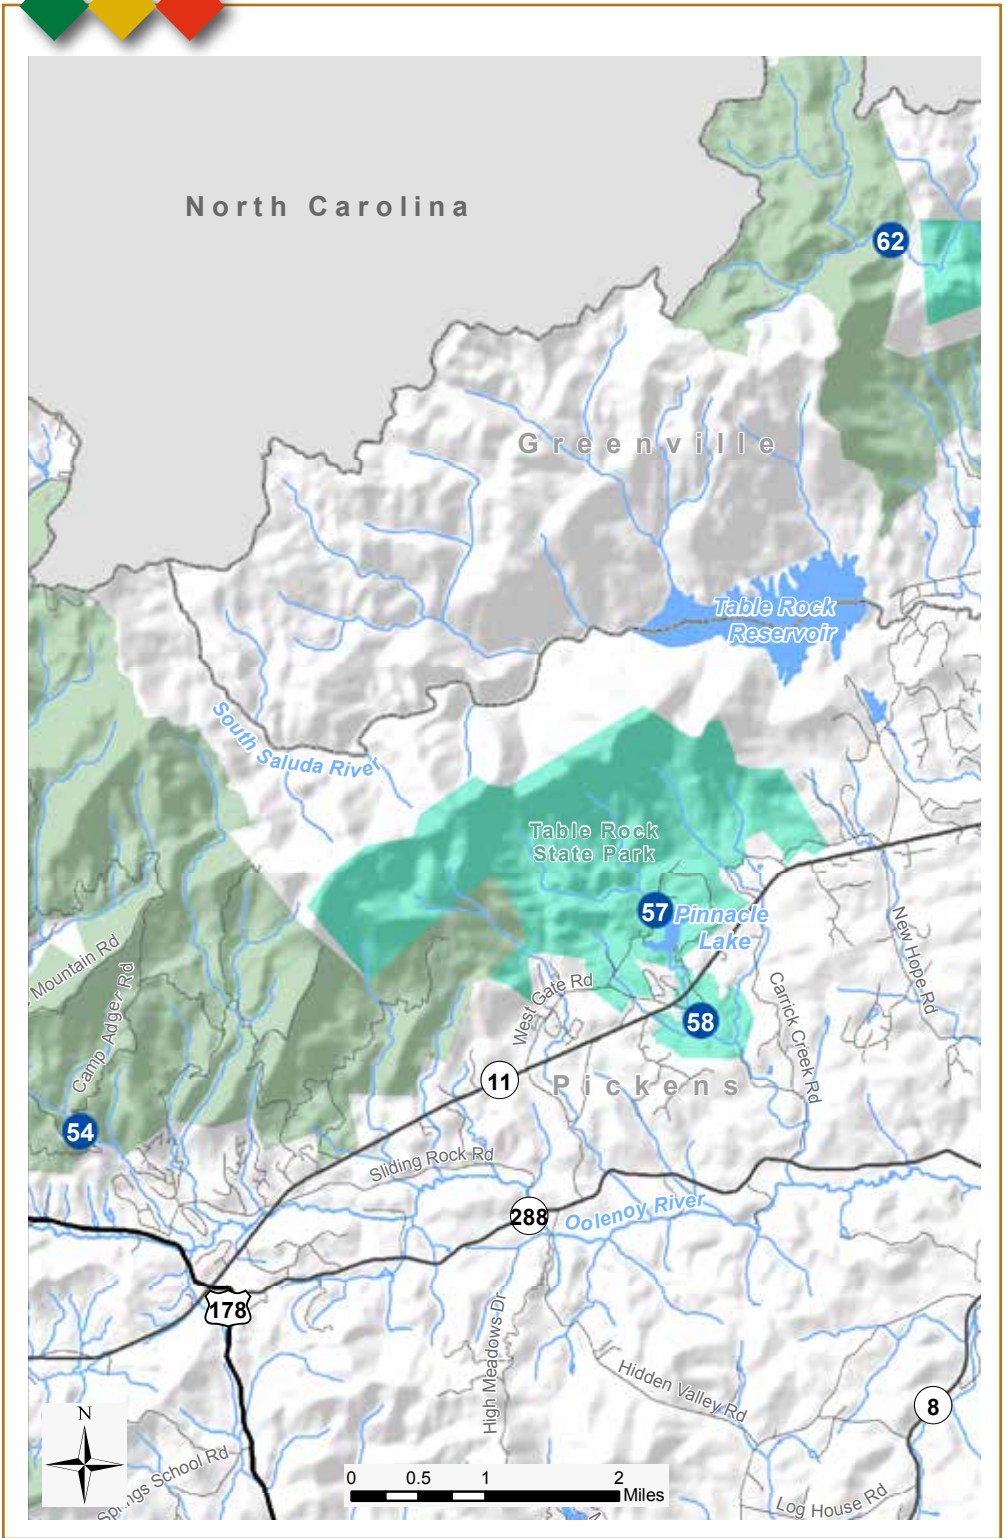 North Carolina
62
Greenville
Table Rock
Reservoir
South Saluda River
Table Rock
State Park
57
Pinnacle
Lake
New Hope Rd
Mountain Rd
Camp Adger Rd
West Gate Rd
58
Carrick Creek Rd
11
Pickens
54
Sliding Rock Rd
288
Oolenoy River
178
High Meadows Dr
Hidden Valley Rd
8
N
Springs School Rd
0 0.5 1 2
Miles
Log House Rd